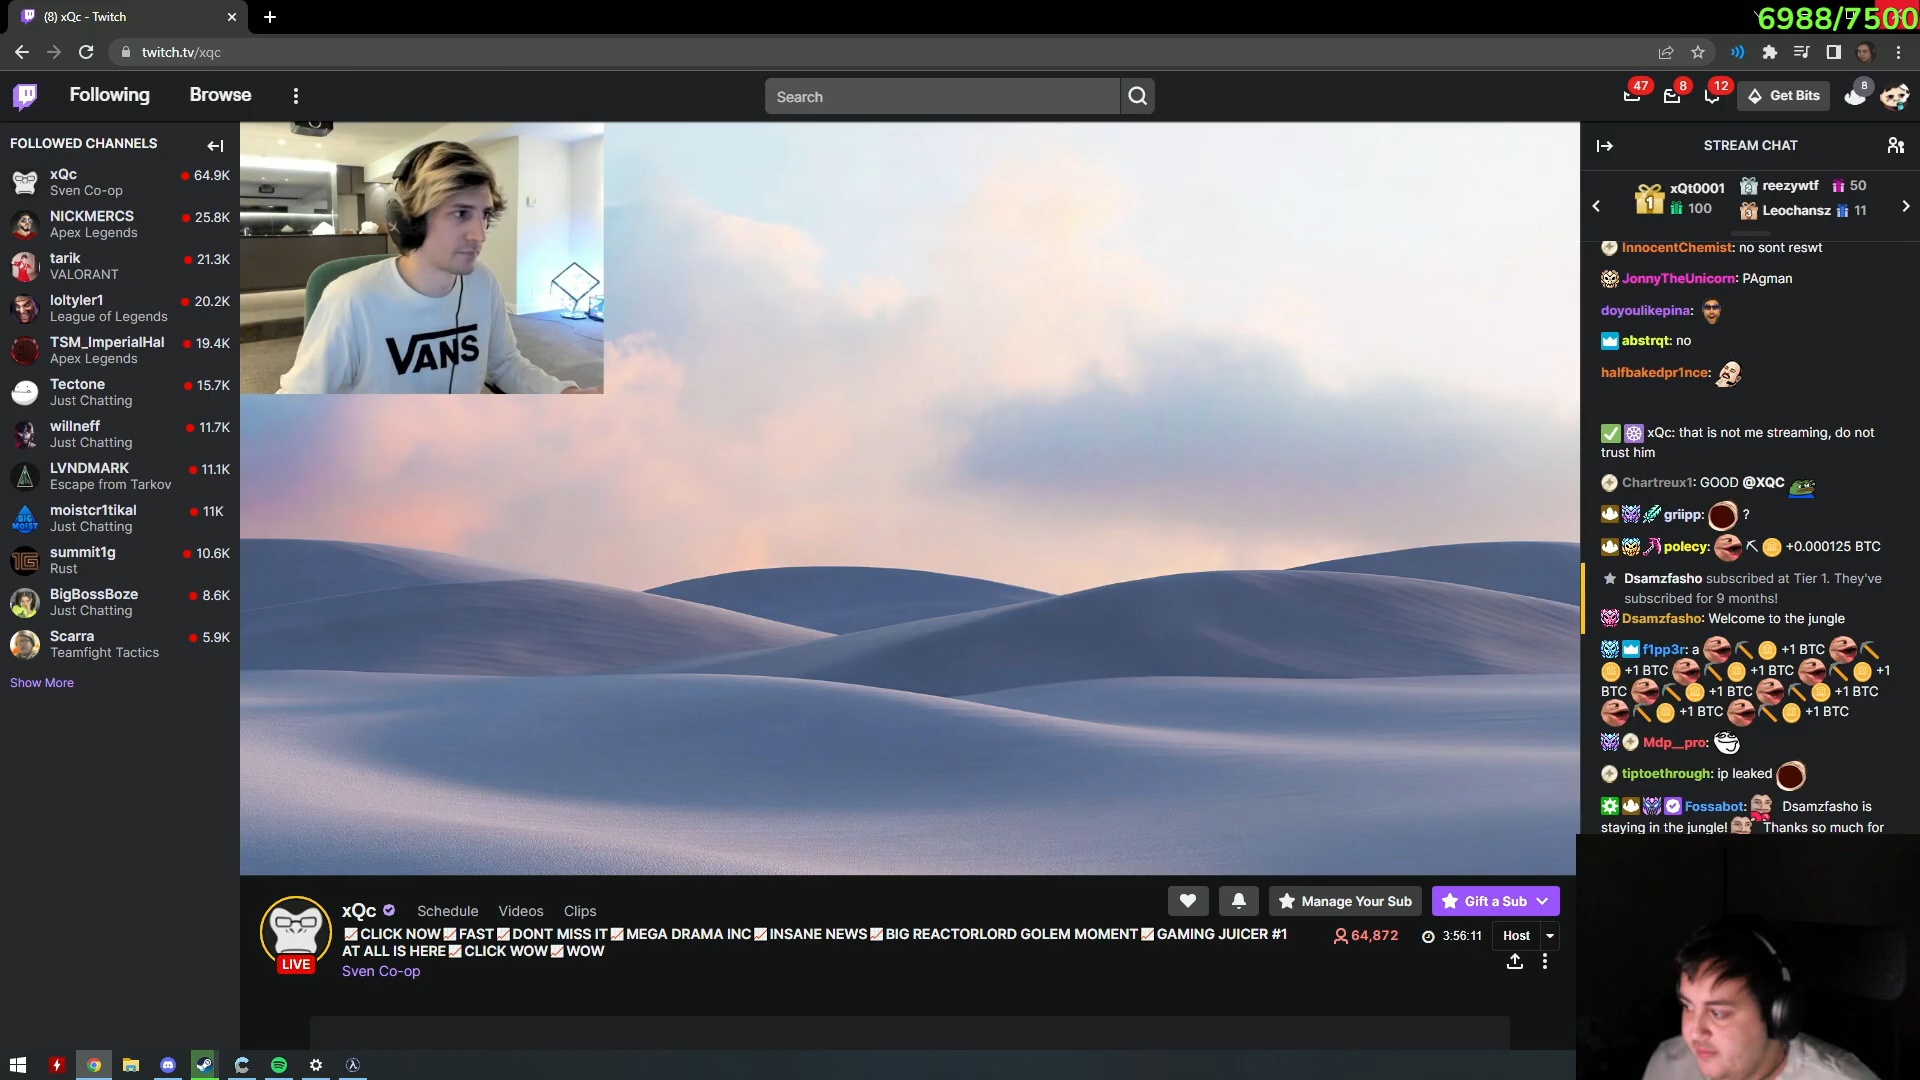 (8) xQc - Twitch
6988/7500
twitch.tv/xqc
Following
Browse
Search
47
8
12
Get Bits
8
FOLLOWED CHANNELS
xQc
Sven Co-op
64.9K
NICKMERCS
Apex Legends
25.8K
tarik
VALORANT
21.3K
loltyler1
League of Legends
20.2K
TSM_ImperialHal
Apex Legends
19.4K
Tectone
Just Chatting
15.7K
willneff
Just Chatting
11.7K
LVNDMARK
Escape from Tarkov
11.1K
moistcr1tikal
Just Chatting
11K
summit1g
Rust
10.6K
BigBossBoze
Just Chatting
8.6K
Scarra
Teamfight Tactics
5.9K
Show More
VANS
xQc
Schedule
Videos
Clips
Manage Your Sub
Gift a Sub
CLICK NOW FAST DONT MISS IT MEGA DRAMA INC INSANE NEWS BIG REACTORLORD GOLEM MOMENT GAMING JUICER #1
AT ALL IS HERE CLICK WOW WOW
Sven Co-op
LIVE
64,872
3:56:11
Host
STREAM CHAT
1
xQt0001
100
2
reezywtf
50
3
Leochansz
11
InnocentChemist: no sont reswt
JonnyTheUnicorn: PAgman
doyoulikepina:
abstrqt: no
halfbakedpr1nce:
xQc: that is not me streaming, do not
trust him
Chartreux1: GOOD @XQC
griipp: ?
polecy: +0.000125 BTC
Dsamzfasho subscribed at Tier 1. They've
subscribed for 9 months!
Dsamzfasho: Welcome to the jungle
f1pp3r: a +1 BTC
+1 BTC +1 BTC +1
BTC +1 BTC +1 BTC
+1 BTC +1 BTC
Mdp__pro:
tiptoethrough: ip leaked
Fossabot: Dsamzfasho is
staying in the jungle! Thanks so much for